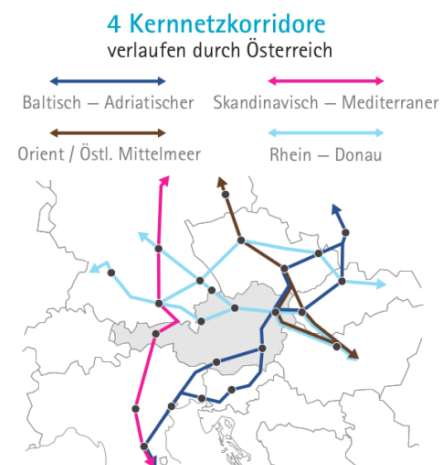 4 Kernnetzkorridore
verlaufen durch Österreich
Baltisch – Adriatischer
Skandinavisch – Mediterraner
Orient / Östl. Mittelmeer
Rhein – Donau